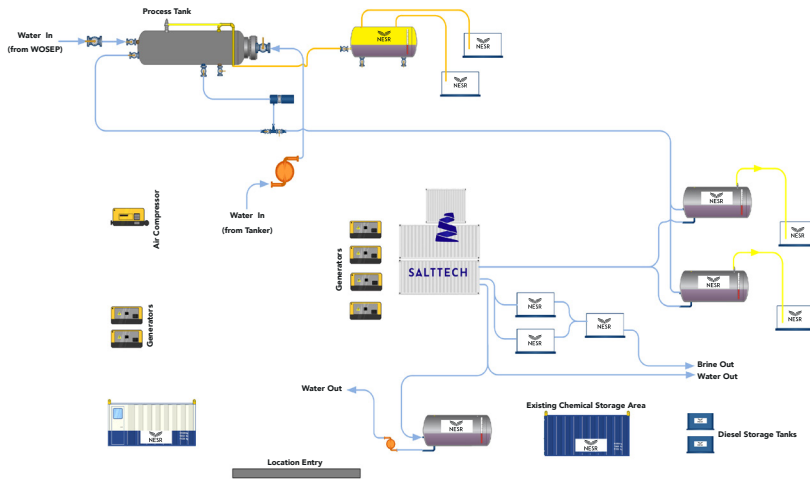 Process Tank
Water In
(from WOSEP)
NESR
NESR
NESR
Water In
(from Tanker)
Air Compressor
Generators
SALTTECH
NESR
NESR
NESR
NESR
Generators
NESR
NESR
NESR
Brine Out
Water Out
Water Out
NESR
NESR
Existing Chemical Storage Area
NESR
Diesel Storage Tanks
Location Entry